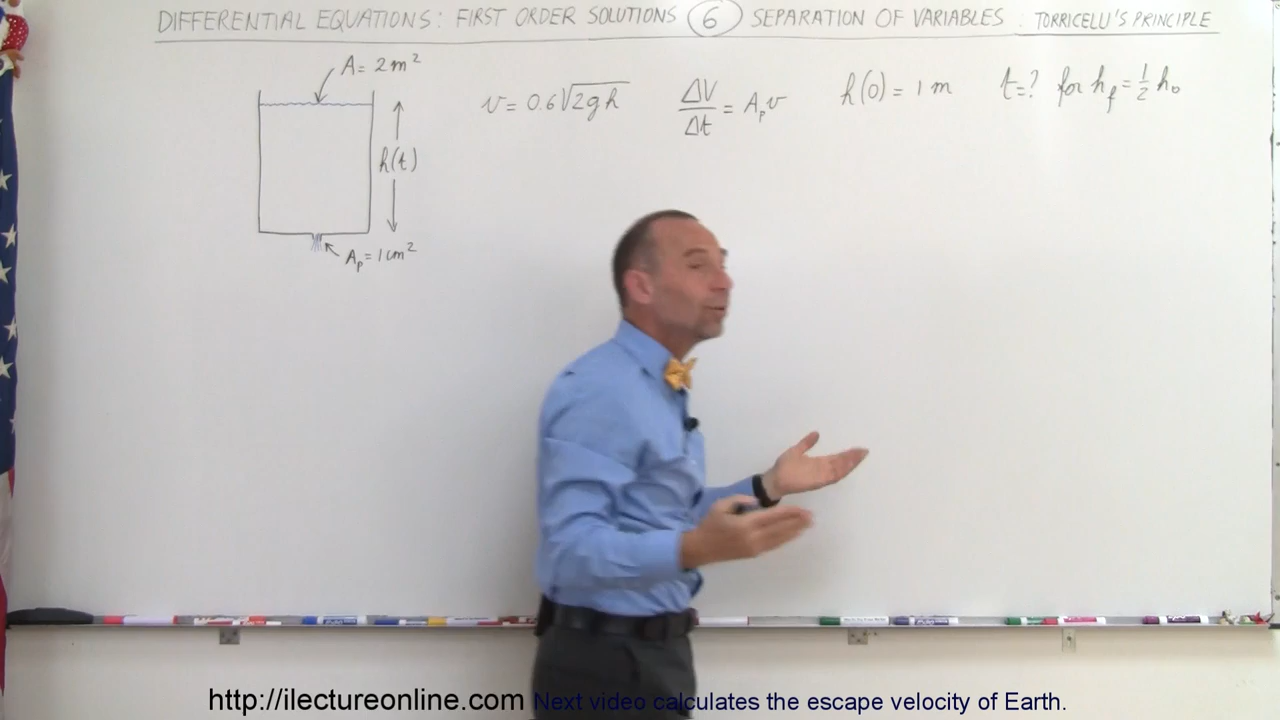 DIFFERENTIAL EQUATIONS: FIRST ORDER SOLUTIONS 6 SEPARATION OF VARIABLES : TORRICELLI'S PRINCIPLE
A = 2 m²
v = 0.6√(2gh)
ΔV/Δt = Aₚv
h(0) = 1 m
t=? for h_f = ½ h₀
h(t)
Aₚ = 1 cm²
http://ilectureonline.com Next video calculates the escape velocity of Earth.